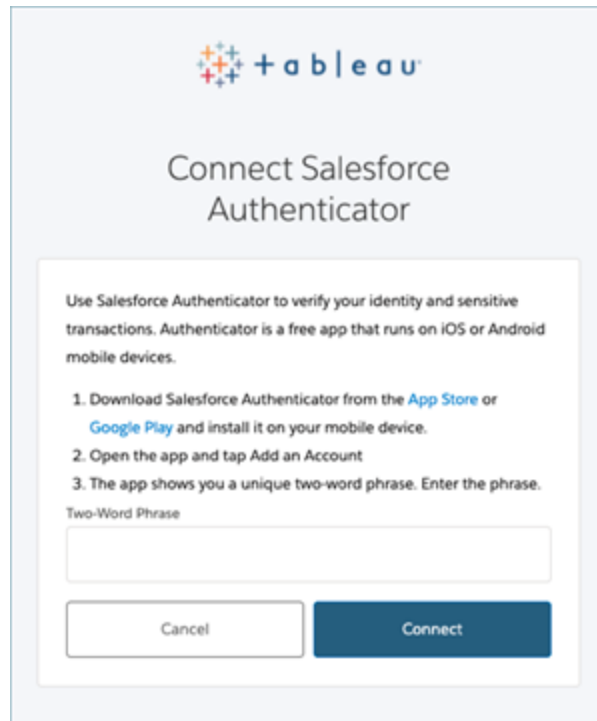 +ableau
Connect Salesforce
Authenticator
Use Salesforce Authenticator to verify your identity and sensitive
transactions. Authenticator is a free app that runs on iOS or Android
mobile devices.
1. Download Salesforce Authenticator from the App Store or
Google Play and install it on your mobile device.
2. Open the app and tap Add an Account
3. The app shows you a unique two-word phrase. Enter the phrase.
Two-Word Phrase
Cancel
Connect